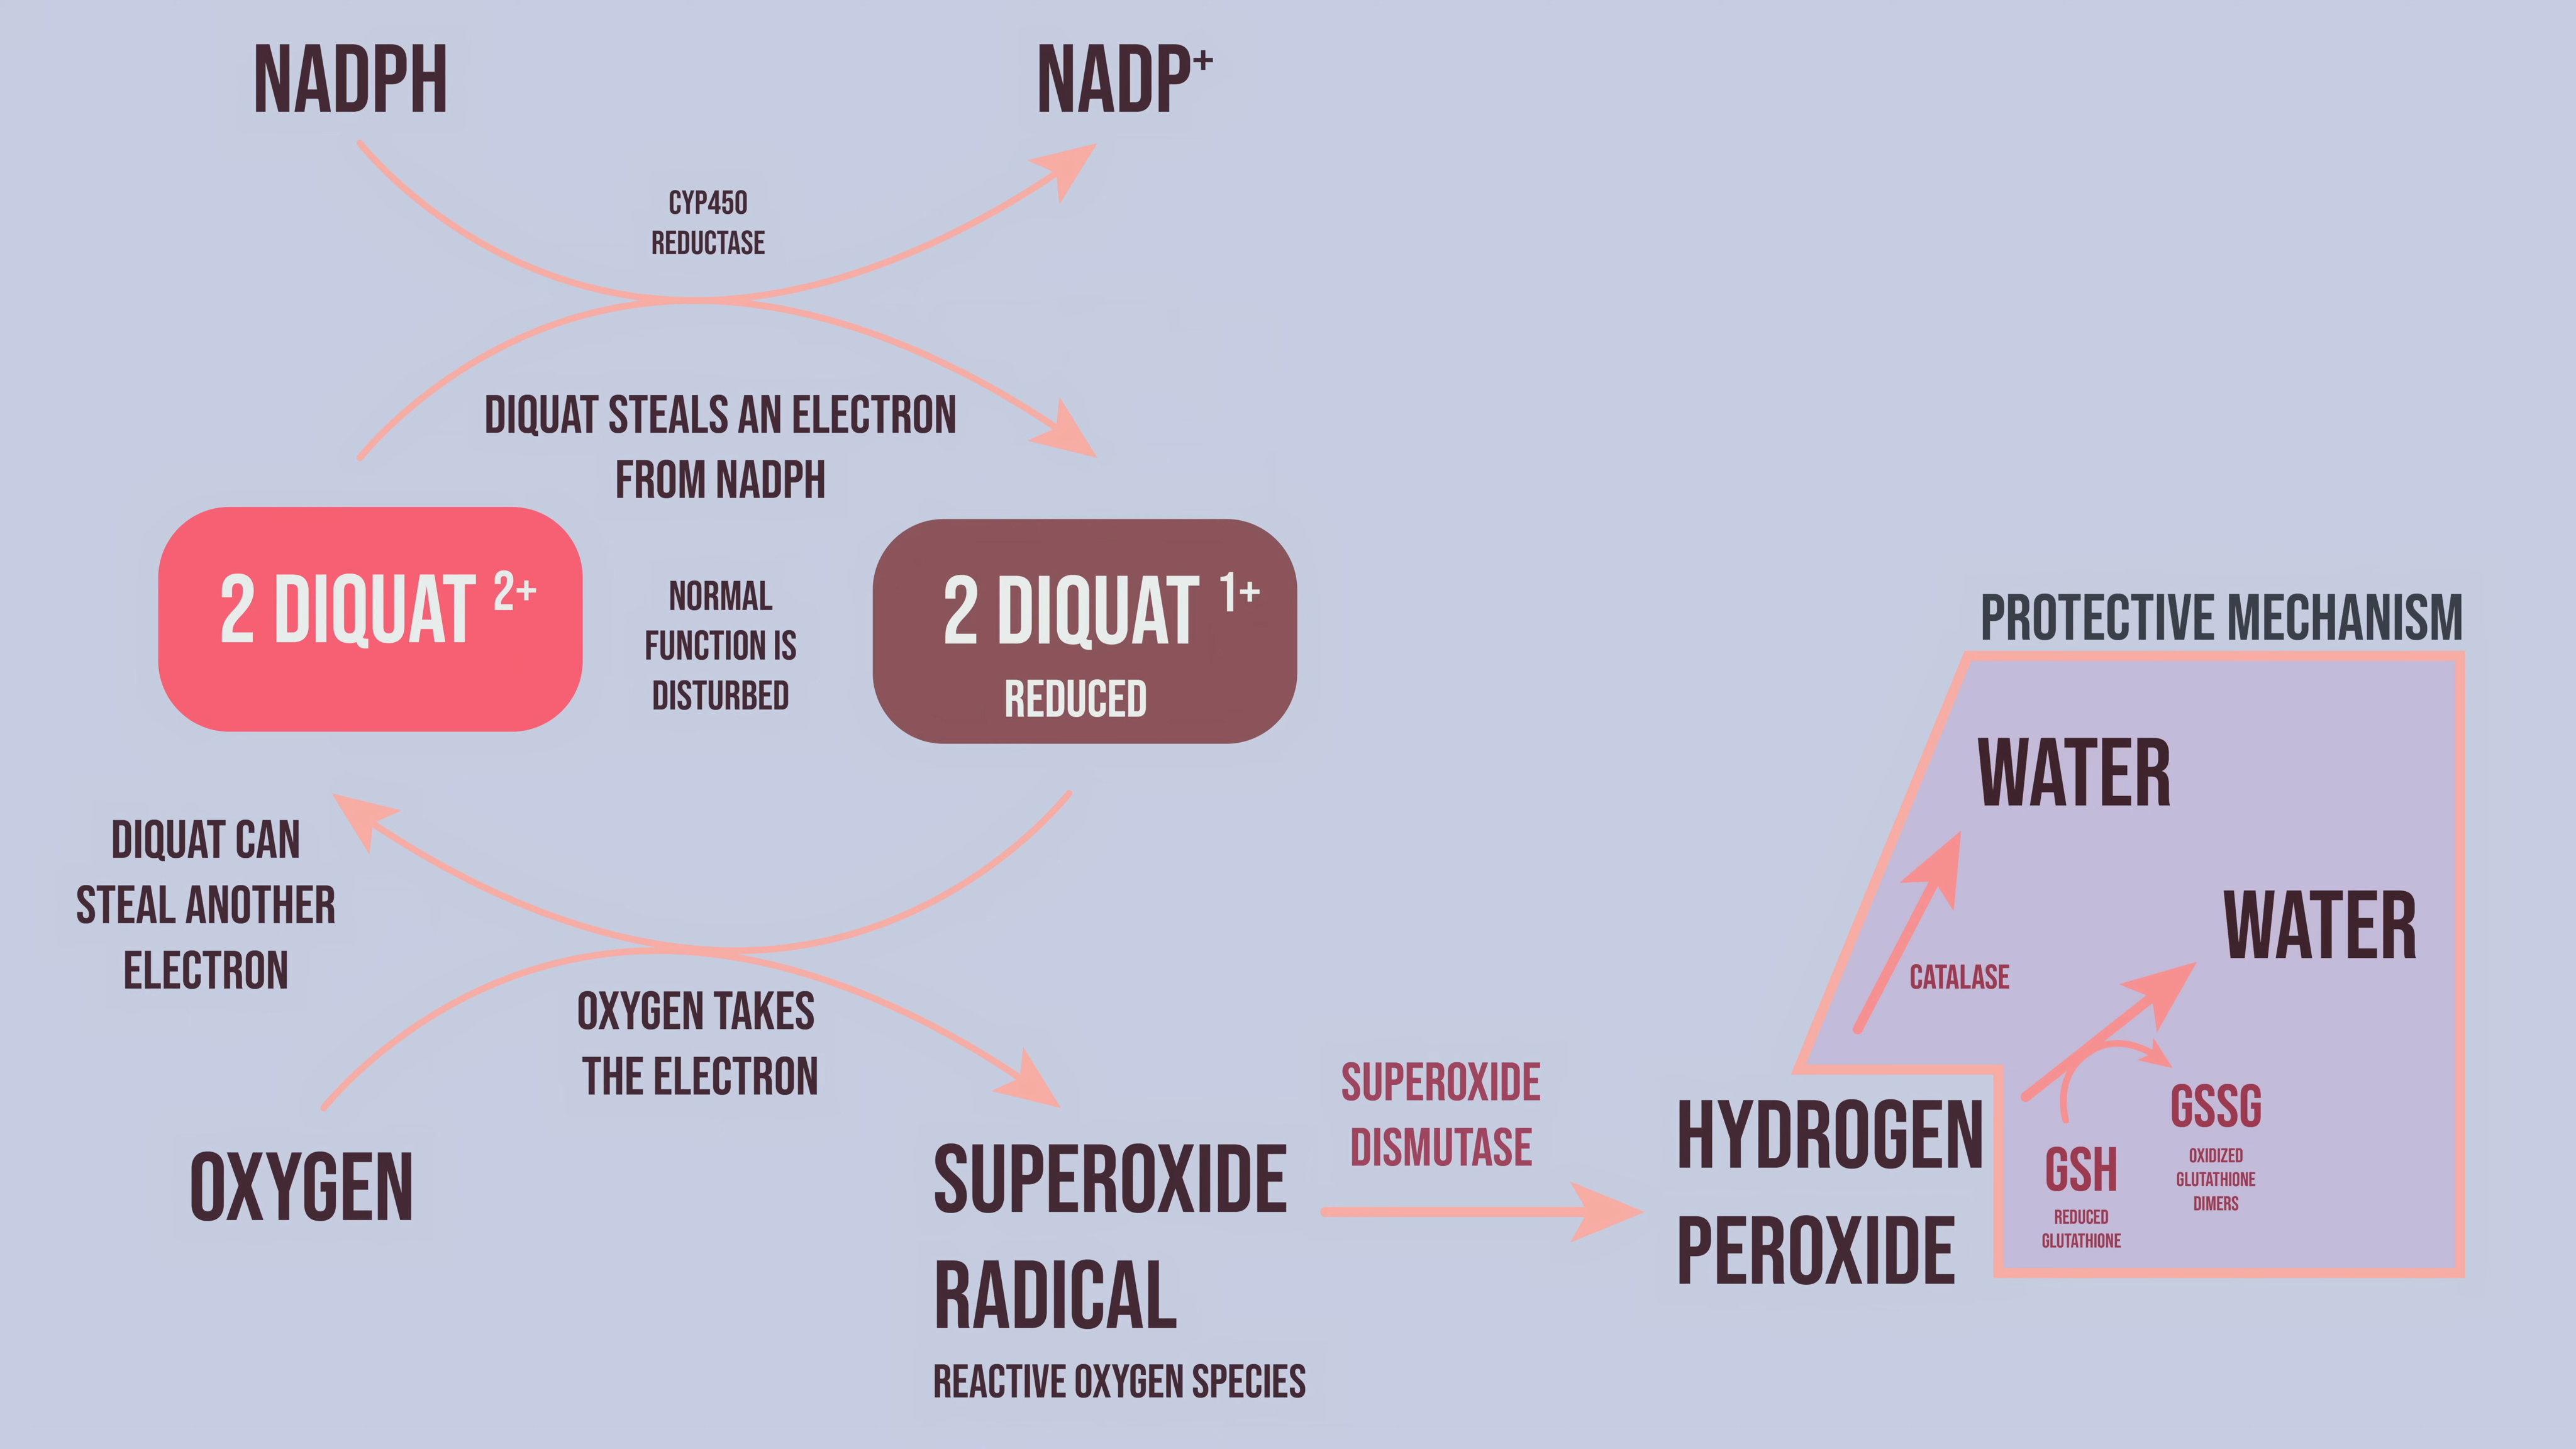 NADPH
NADP⁺
CYP450
REDUCTASE
DIQUAT STEALS AN ELECTRON
FROM NADPH
2 DIQUAT ²⁺
NORMAL
FUNCTION IS
DISTURBED
2 DIQUAT ¹⁺
REDUCED
DIQUAT CAN
STEAL ANOTHER
ELECTRON
OXYGEN TAKES
THE ELECTRON
OXYGEN
SUPEROXIDE
RADICAL
REACTIVE OXYGEN SPECIES
SUPEROXIDE
DISMUTASE
HYDROGEN
PEROXIDE
PROTECTIVE MECHANISM
WATER
WATER
CATALASE
GSH
REDUCED
GLUTATHIONE
GSSG
OXIDIZED
GLUTATHIONE
DIMERS